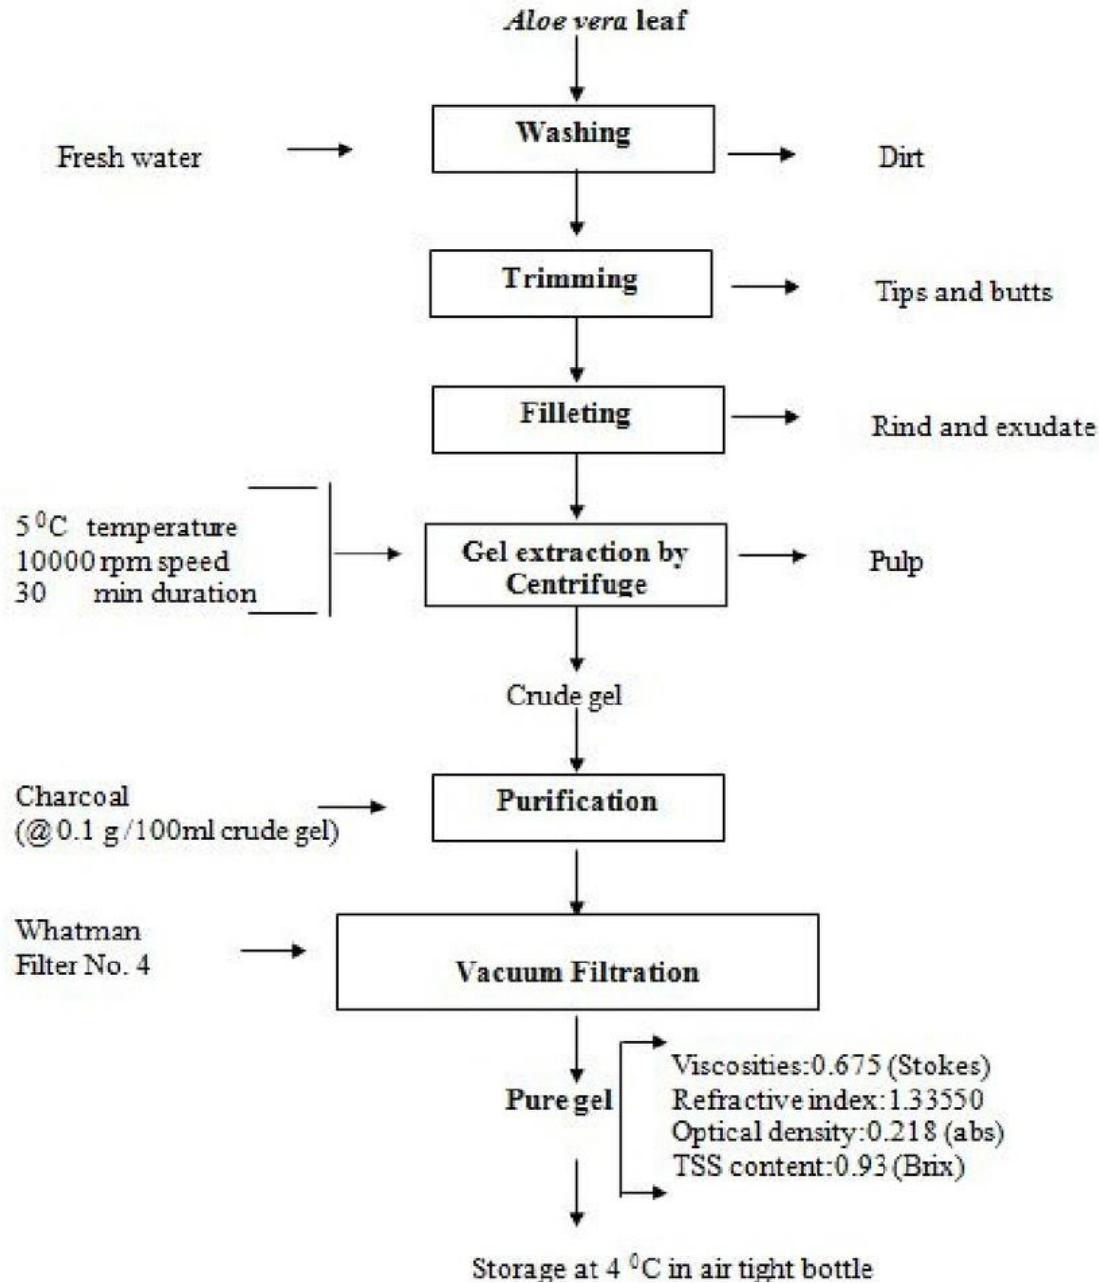 Aloe vera leaf
Washing
Fresh water
Dirt
Trimming
Tips and butts
Filleting
Rind and exudate
5 ⁰C temperature
10000 rpm speed
30 min duration
Gel extraction by
Centrifuge
Pulp
Crude gel
Charcoal
(@ 0.1 g /100ml crude gel)
Purification
Whatman
Filter No. 4
Vacuum Filtration
Pure gel
Viscosities:0.675 (Stokes)
Refractive index:1.33550
Optical density:0.218 (abs)
TSS content:0.93 (Brix)
Storage at 4 ⁰C in air tight bottle